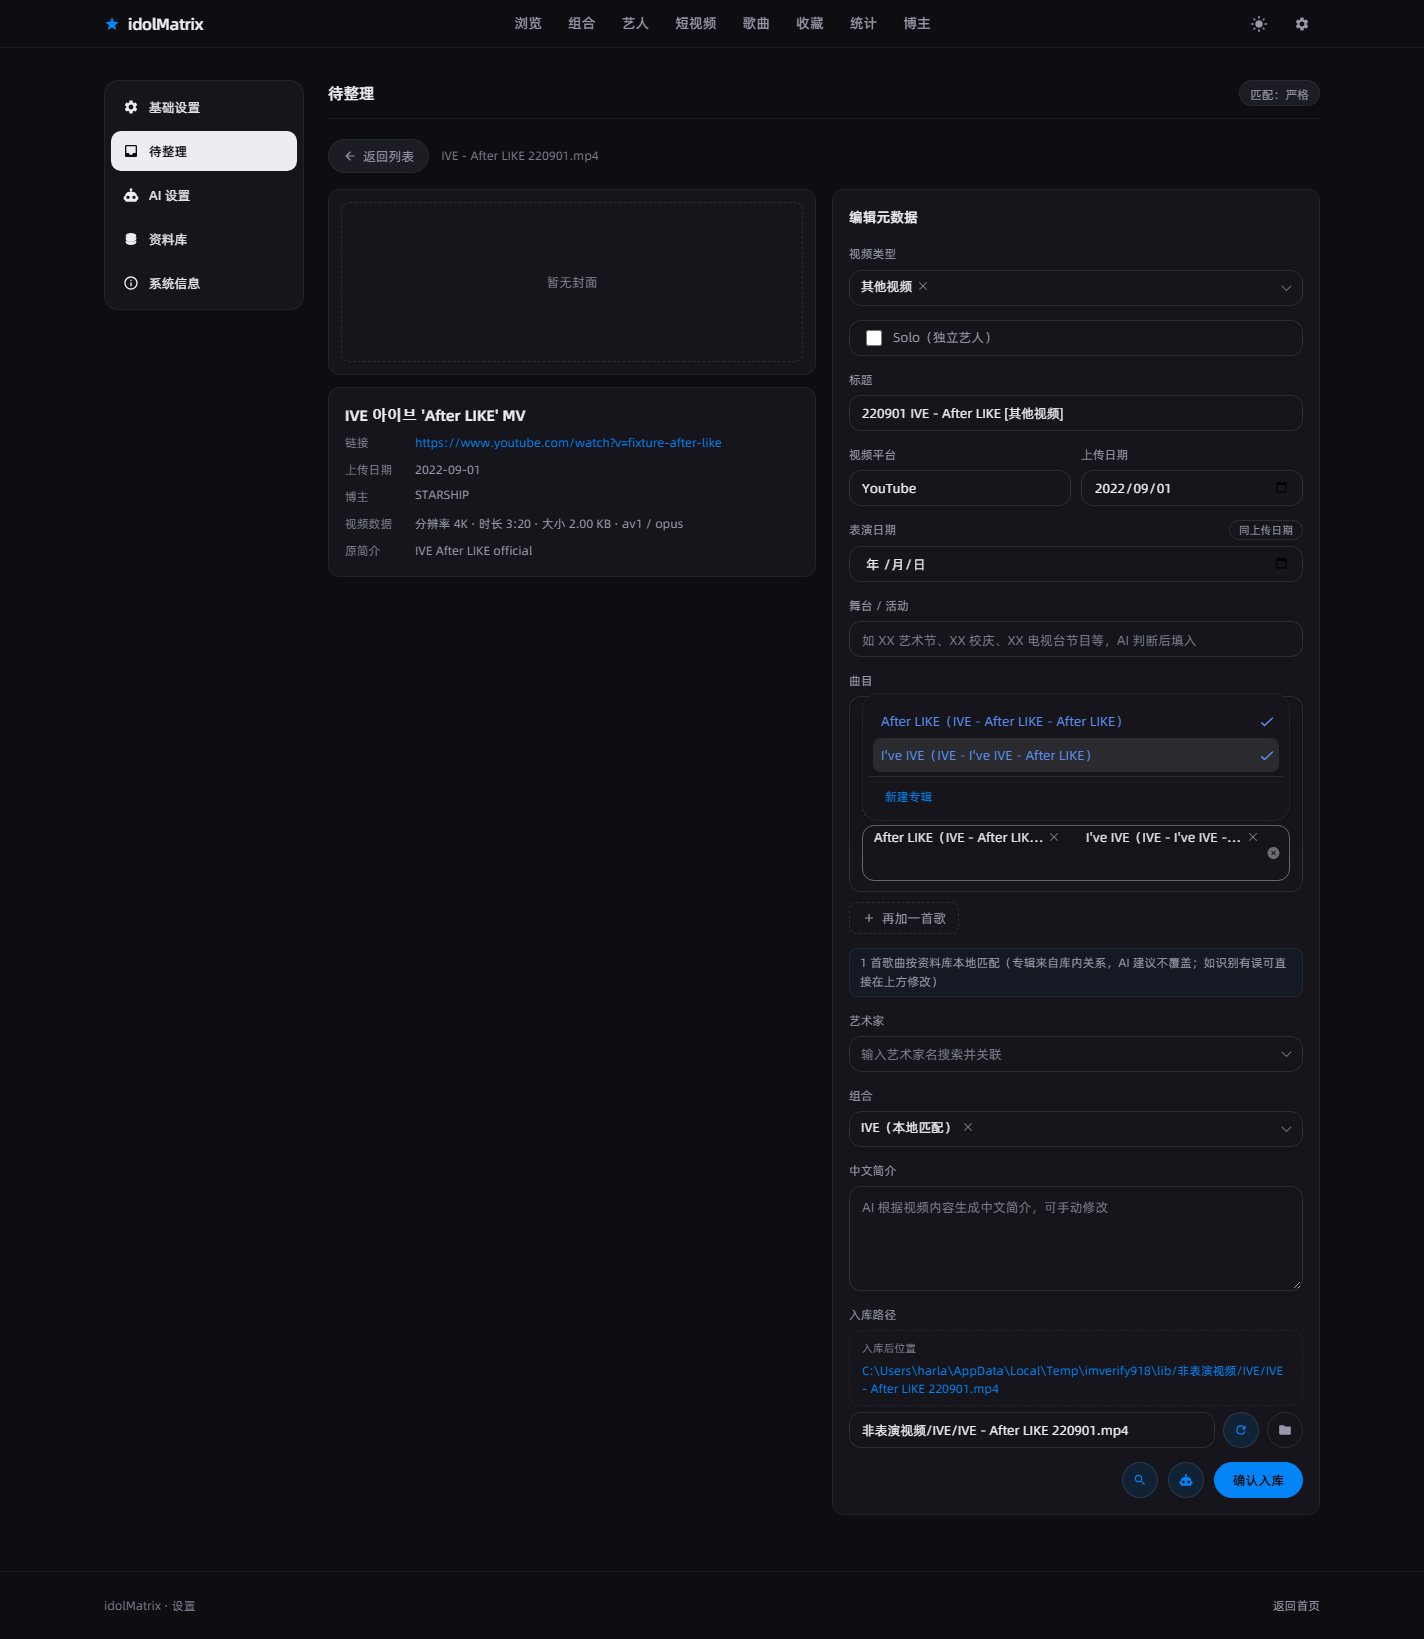 idolMatrix
浏览 组合 艺人 短视频 歌曲 收藏 统计 博主
基础设置
待整理
AI 设置
资料库
系统信息
待整理
匹配：严格
返回列表
IVE - After LIKE 220901.mp4
暂无封面
IVE 아이브 'After LIKE' MV
链接 https://www.youtube.com/watch?v=fixture-after-like
上传日期 2022-09-01
博主 STARSHIP
视频数据 分辨率 4K · 时长 3:20 · 大小 2.00 KB · av1 / opus
原简介 IVE After LIKE official
编辑元数据
视频类型
其他视频
Solo（独立艺人）
标题
220901 IVE - After LIKE [其他视频]
视频平台 上传日期
YouTube 2022/09/01
表演日期 同上传日期
年 /月/日
舞台 / 活动
如 XX 艺术节、XX 校庆、XX 电视台节目等，AI 判断后填入
曲目
After LIKE（IVE - After LIKE - After LIKE）
I've IVE（IVE - I've IVE - After LIKE）
新建专辑
After LIKE（IVE - After LIK... I've IVE（IVE - I've IVE -...
再加一首歌
1 首歌曲按资料库本地匹配（专辑来自库内关系，AI 建议不覆盖；如识别有误可直
接在上方修改）
艺术家
输入艺术家名搜索并关联
组合
IVE（本地匹配）
中文简介
AI 根据视频内容生成中文简介，可手动修改
入库路径
入库后位置
C:\Users\harla\AppData\Local\Temp\imverify918\lib/非表演视频/IVE/IVE
- After LIKE 220901.mp4
非表演视频/IVE/IVE - After LIKE 220901.mp4
确认入库
idolMatrix · 设置
返回首页